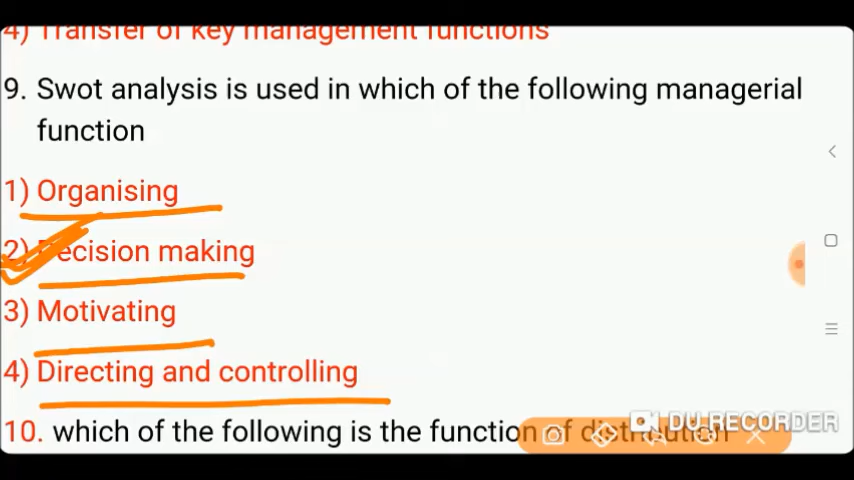 4) Transfer of key management functions
9. Swot analysis is used in which of the following managerial
function
1) Organising
2) Decision making
3) Motivating
4) Directing and controlling
10. which of the following is the function of distribution
DU RECORDER